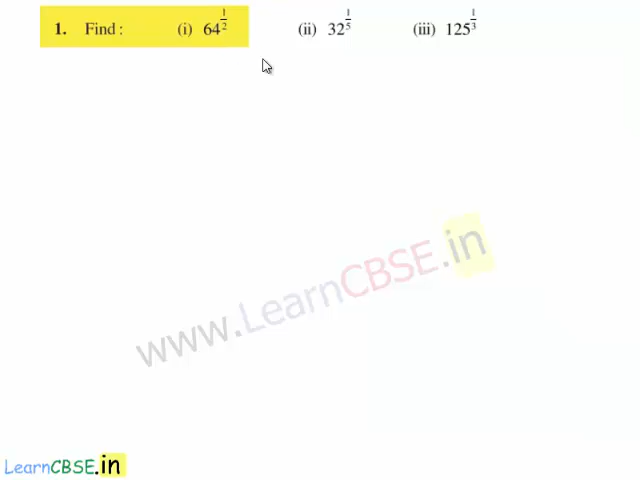 1. Find : (i) 64^{1/2} (ii) 32^{1/5} (iii) 125^{1/3}
www.LearnCBSE.in
LearnCBSE.in